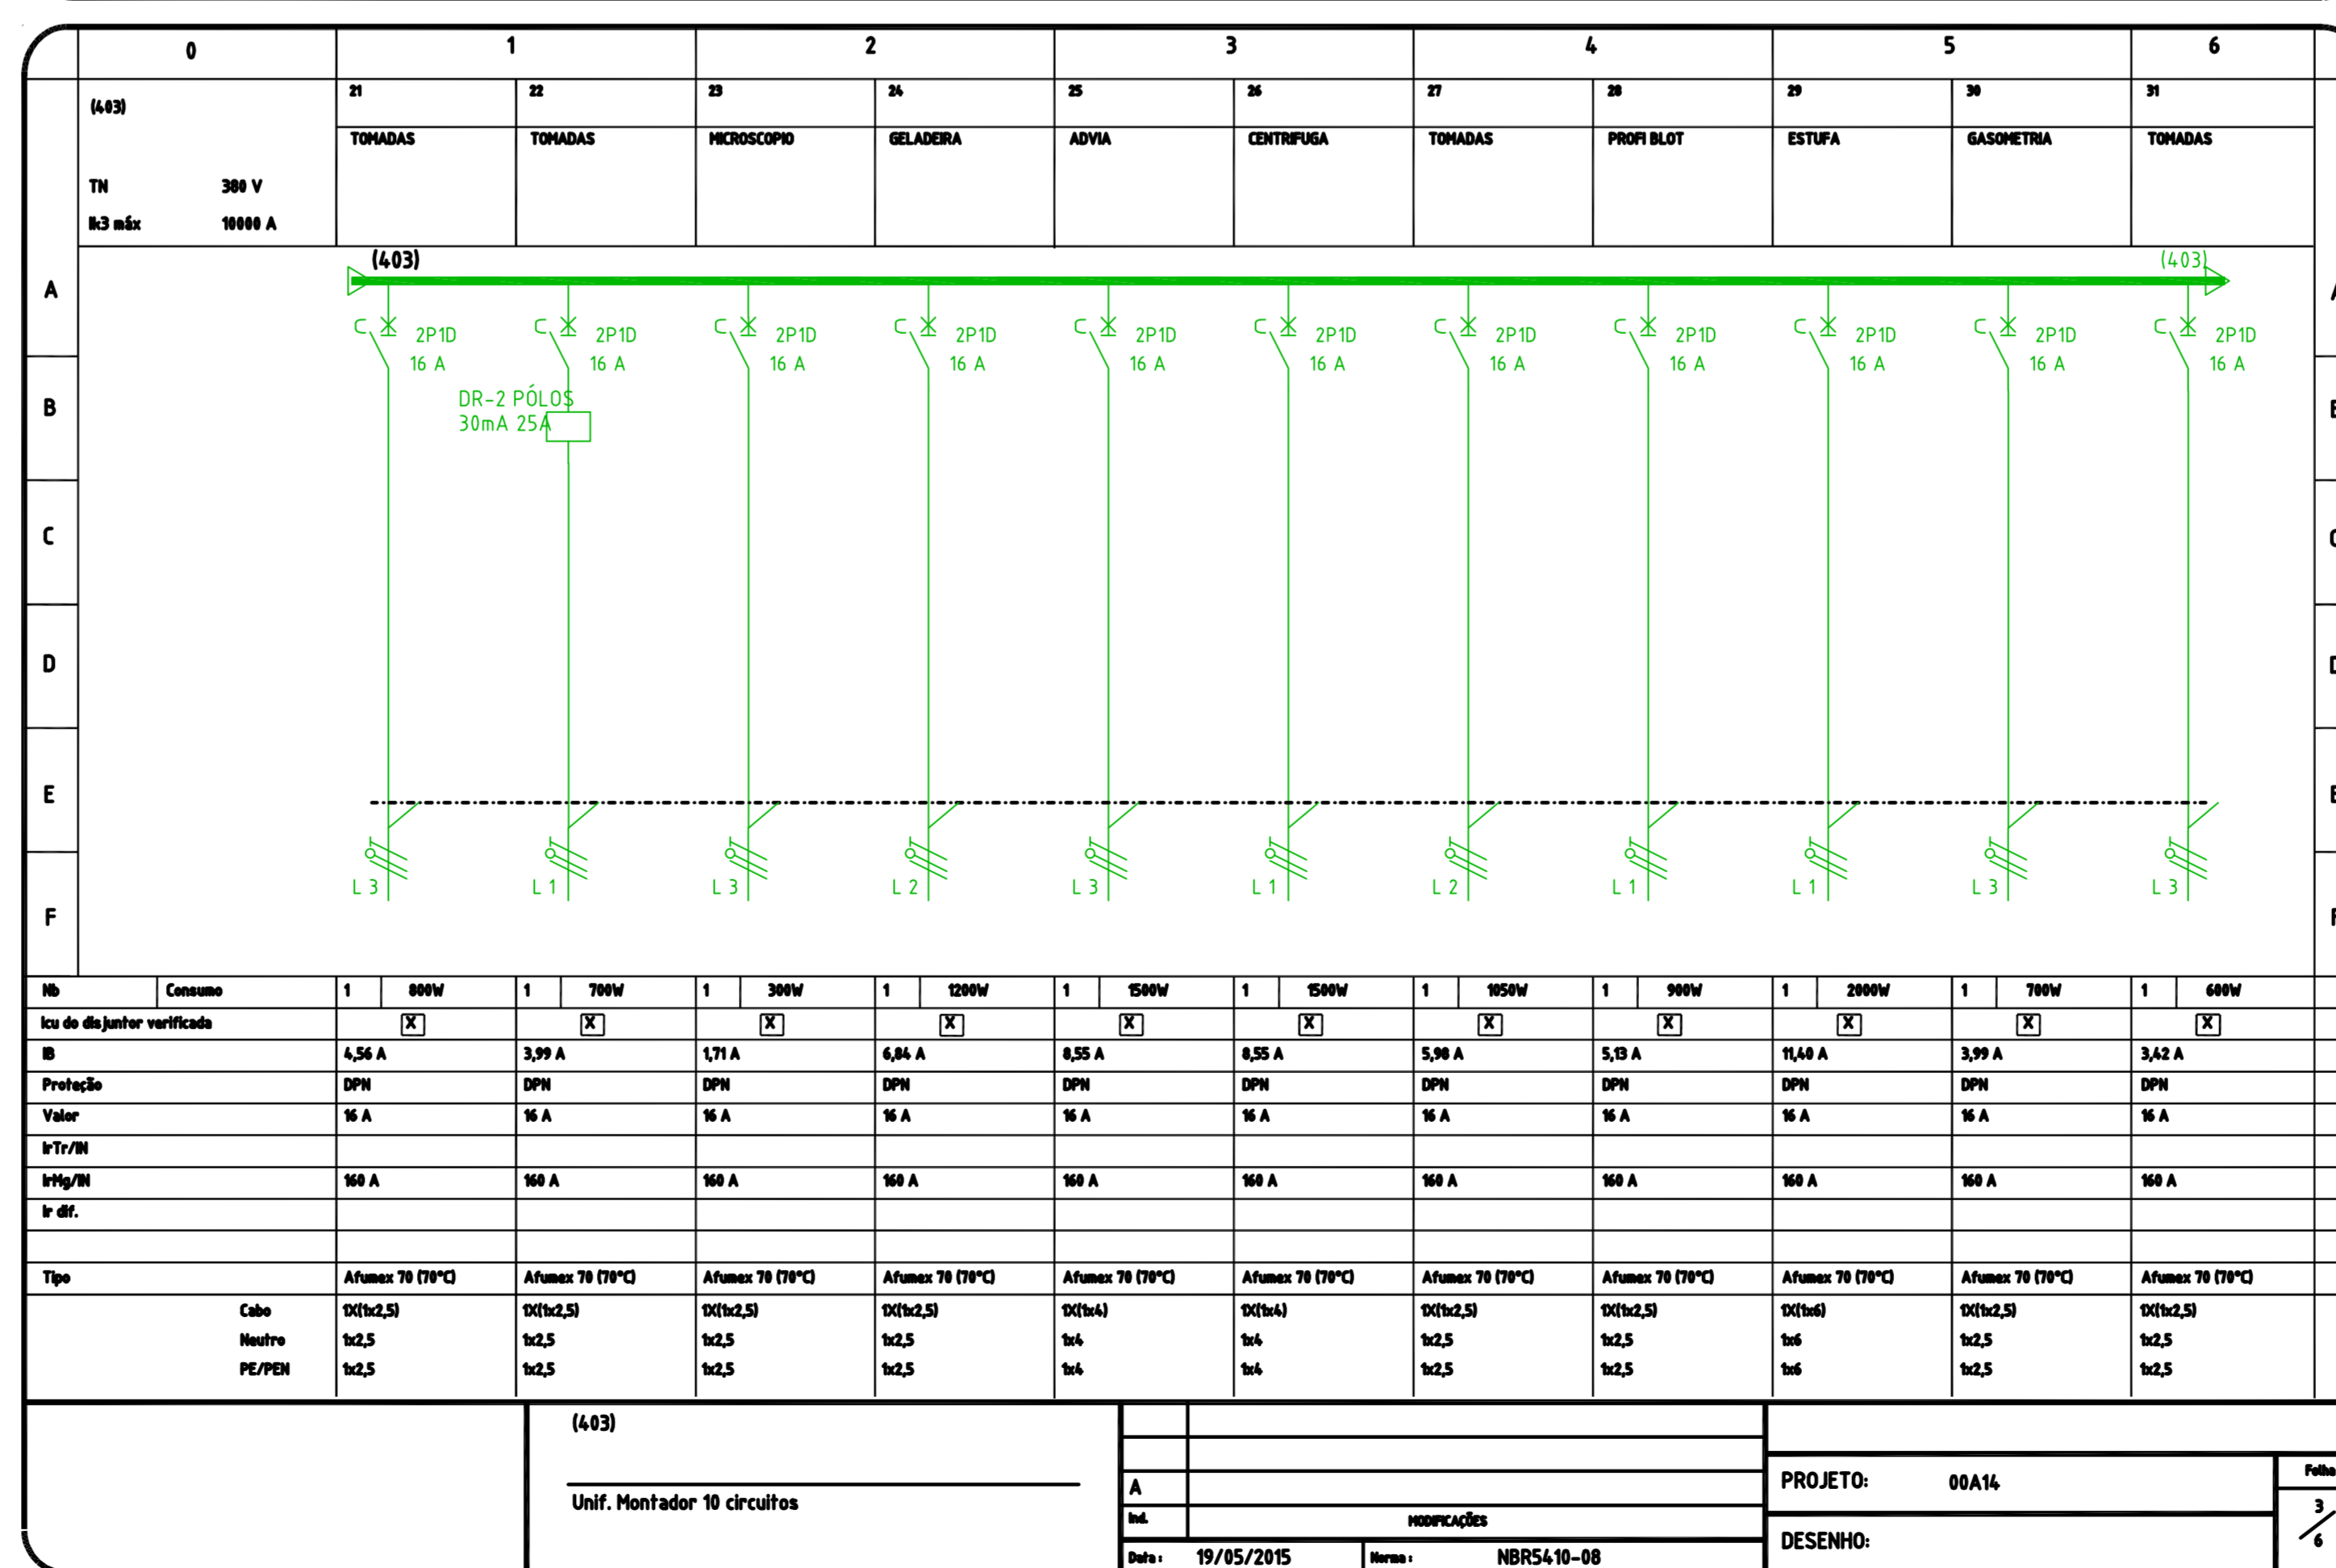 0 1 2 3 4 5 6
(403) 21 22 23 24 25 26 27 28 29 30 31
TOMADAS TOMADAS MICROSCOPIO GELADEIRA ADVIA CENTRIFUGA TOMADAS PROFI BLOT ESTUFA GASOMETRIA TOMADAS
TN 380 V
Ik3 máx 10000 A
(403) (403)
A
C 2P1D C 2P1D C 2P1D C 2P1D C 2P1D C 2P1D C 2P1D C 2P1D C 2P1D C 2P1D C 2P1D
16 A 16 A 16 A 16 A 16 A 16 A 16 A 16 A 16 A 16 A 16 A
B DR-2 PÓLOS
30mA 25A
C
D
E
L 3 L 1 L 3 L 2 L 3 L 1 L 2 L 1 L 1 L 3 L 3
F
Nb Consumo 1 800W 1 700W 1 300W 1 1200W 1 1500W 1 1500W 1 1050W 1 900W 1 2000W 1 700W 1 600W
Icu do disjuntor verificada X X X X X X X X X X X
IB 4,56 A 3,99 A 1,71 A 6,84 A 8,55 A 8,55 A 5,98 A 5,13 A 11,40 A 3,99 A 3,42 A
Proteção DPN DPN DPN DPN DPN DPN DPN DPN DPN DPN DPN
Valor 16 A 16 A 16 A 16 A 16 A 16 A 16 A 16 A 16 A 16 A 16 A
IrTr/IN
IrMg/IN 160 A 160 A 160 A 160 A 160 A 160 A 160 A 160 A 160 A 160 A 160 A
Ir dif.
Tipo Afumex 70 (70°C) Afumex 70 (70°C) Afumex 70 (70°C) Afumex 70 (70°C) Afumex 70 (70°C) Afumex 70 (70°C) Afumex 70 (70°C) Afumex 70 (70°C) Afumex 70 (70°C) Afumex 70 (70°C) Afumex 70 (70°C)
Cabo 1X(1x2,5) 1X(1x2,5) 1X(1x2,5) 1X(1x2,5) 1X(1x4) 1X(1x4) 1X(1x2,5) 1X(1x2,5) 1X(1x6) 1X(1x2,5) 1X(1x2,5)
Neutro 1x2,5 1x2,5 1x2,5 1x2,5 1x4 1x4 1x2,5 1x2,5 1x6 1x2,5 1x2,5
PE/PEN 1x2,5 1x2,5 1x2,5 1x2,5 1x4 1x4 1x2,5 1x2,5 1x6 1x2,5 1x2,5
(403)
Unif. Montador 10 circuitos
A
Ind. MODIFICAÇÕES
Data : 19/05/2015 Norma : NBR5410-08
PROJETO: 00A14
DESENHO:
Folha
3/6